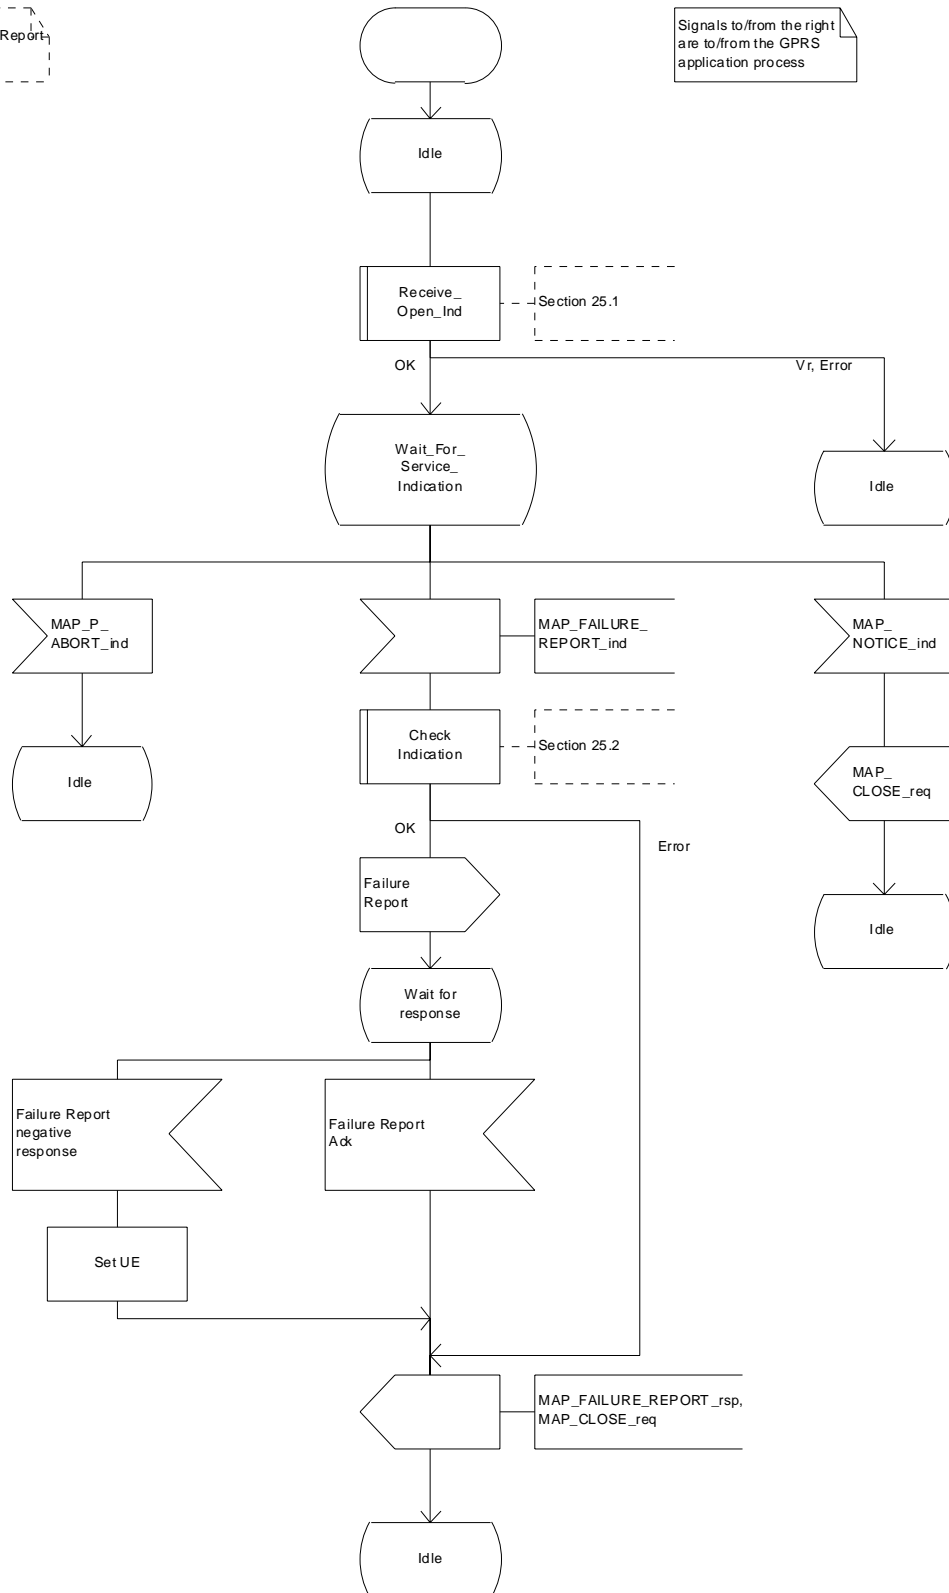 Report
Signals to/from the right
are to/from the GPRS
application process
Idle
Receive_
Open_Ind
Section 25.1
OK
Vr, Error
Wait_For_
Service_
Indication
Idle
MAP_P_
ABORT_ind
MAP_FAILURE_
REPORT_ind
MAP_
NOTICE_ind
Check
Indication
Section 25.2
Idle
MAP_
CLOSE_req
OK
Error
Failure
Report
Idle
Wait for
response
Failure Report
negative
response
Failure Report
Ack
Set UE
MAP_FAILURE_REPORT_rsp,
MAP_CLOSE_req
Idle